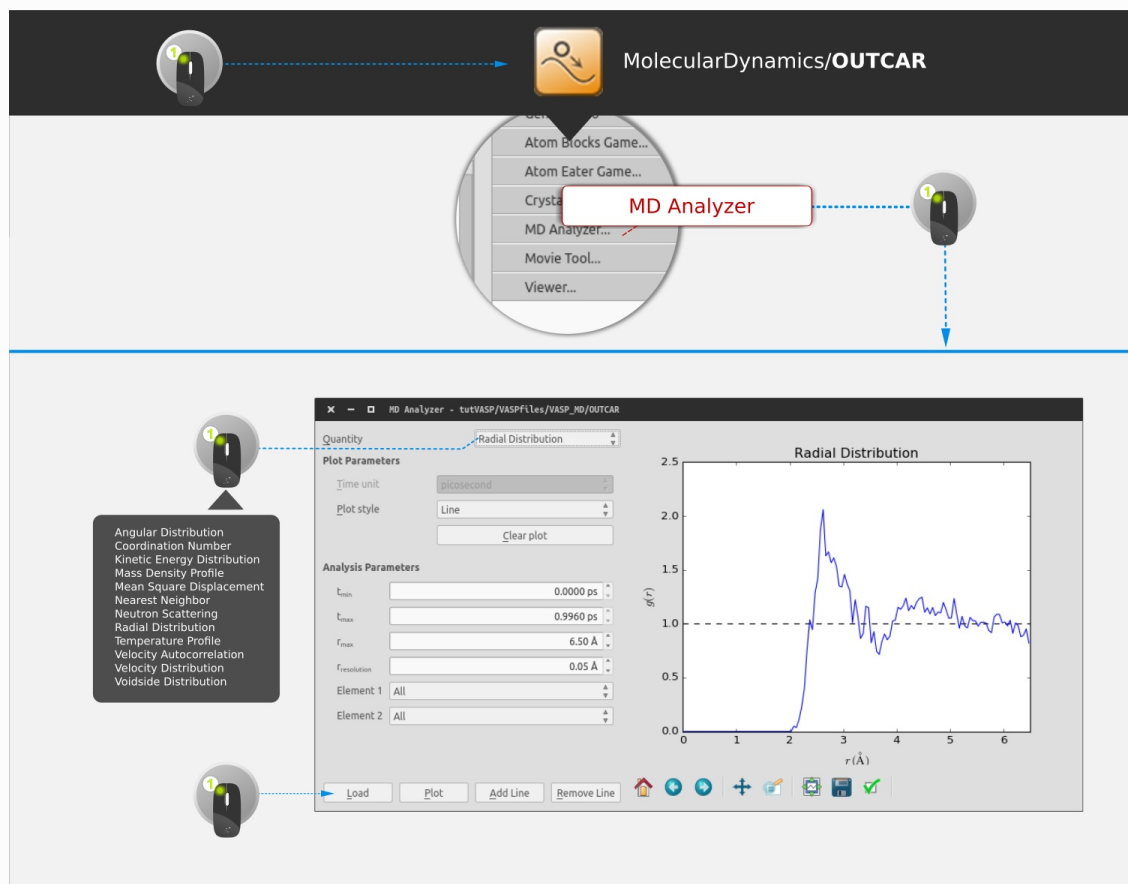 1
MolecularDynamics/OUTCAR
Atom Blocks Game...
Atom Eater Game...
Crysta
MD Analyzer
1
MD Analyzer...
Movie Tool...
Viewer...
MD Analyzer - tutVASP/VASPfiles/VASP_MD/OUTCAR
1
Quantity
Radial Distribution
Plot Parameters
Time unit
picosecond
Plot style
Line
Clear plot
Analysis Parameters
tmin
0.0000 ps
tmax
0.9960 ps
rmax
6.50 Å
rresolution
0.05 Å
Element 1
All
Element 2
All
Load
Plot
Add Line
Remove Line
Radial Distribution
2.5
2.0
1.5
1.0
0.5
0.0
g(r)
0 1 2 3 4 5 6
r(Å)
Angular Distribution
Coordination Number
Kinetic Energy Distribution
Mass Density Profile
Mean Square Displacement
Nearest Neighbor
Neutron Scattering
Radial Distribution
Temperature Profile
Velocity Autocorrelation
Velocity Distribution
Voidside Distribution
1